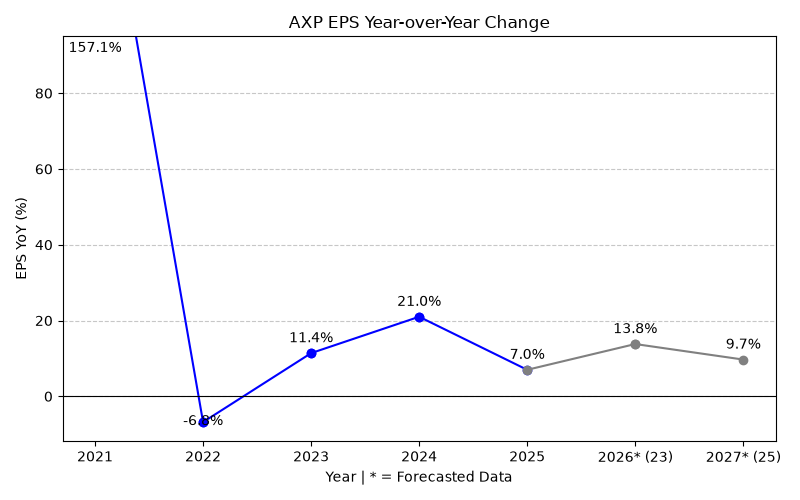 AXP EPS Year-over-Year Change
157.1%
80
60
40
20
0
EPS YoY (%)
11.4%
21.0%
7.0%
13.8%
9.7%
2021 2022 2023 2024 2025 2026* (23) 2027* (25)
Year | * = Forecasted Data